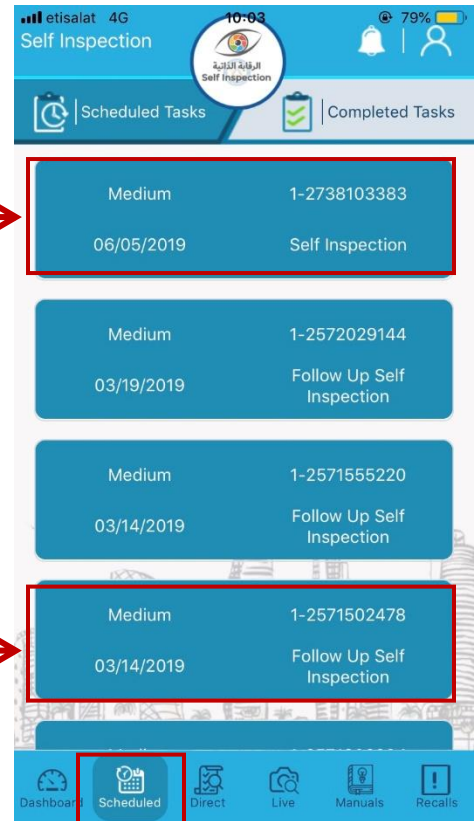 etisalat 4G 10:03 79%
Self Inspection
الرقابة الذاتية
Self Inspection
Scheduled Tasks
Completed Tasks
Medium 1-2738103383
06/05/2019 Self Inspection
Medium 1-2572029144
03/19/2019 Follow Up Self
Inspection
Medium 1-2571555220
03/14/2019 Follow Up Self
Inspection
Medium 1-2571502478
03/14/2019 Follow Up Self
Inspection
Dashboard Scheduled Direct Live Manuals Recalls